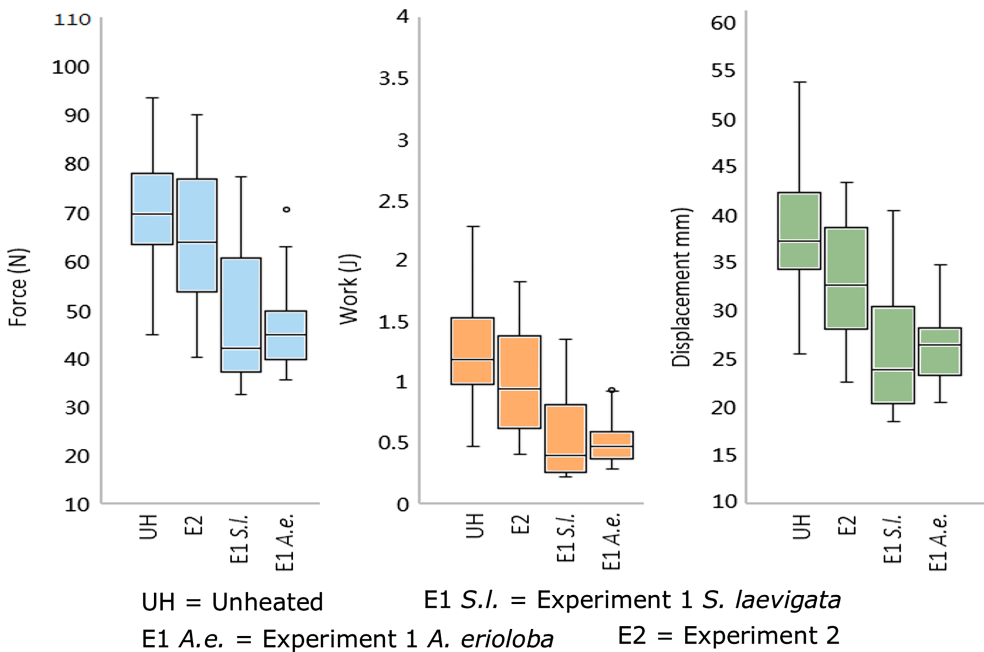 110
100
90
80
70
60
50
40
30
20
10
Force (N)
UH
E2
E1 S.l.
E1 A.e.
4
3.5
3
2.5
2
1.5
1
0.5
0
Work (J)
UH
E2
E1 S.l.
E1 A.e.
60
55
50
45
40
35
30
25
20
15
10
Displacement mm)
UH
E2
E1 S.l.
E1 A.e.
UH = Unheated
E1 S.l. = Experiment 1 S. laevigata
E1 A.e. = Experiment 1 A. erioloba
E2 = Experiment 2